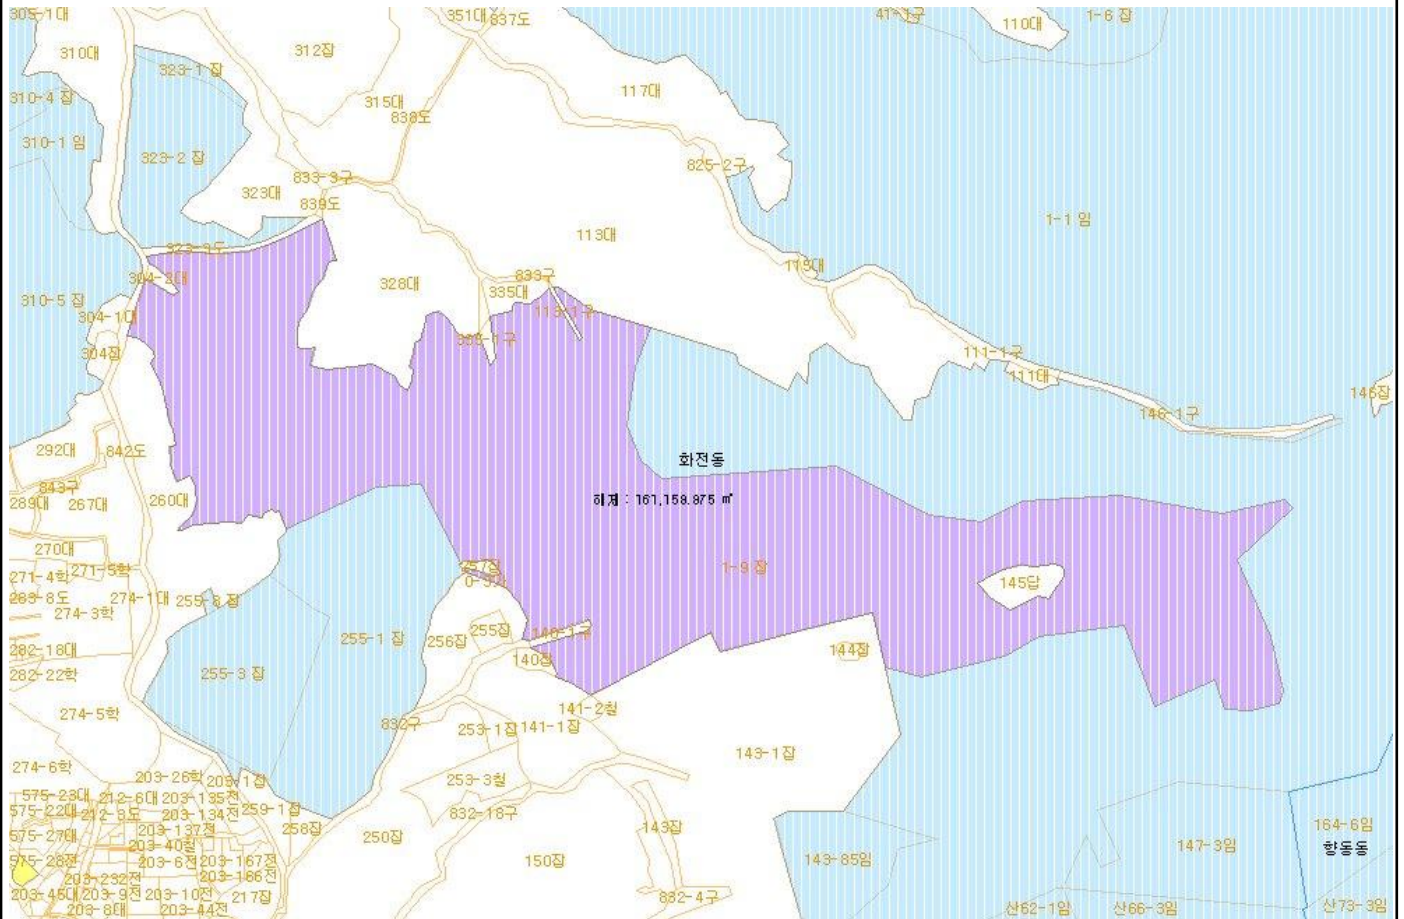 305-1대
351대
837도
41-1구
110대
1-6 잡
310대
312잡
323-1 잡
117대
310-4 잡
315대
838도
310-1 임
323-2 잡
825-2구
833-3구
323대
839도
1-1 임
113대
323-3도
119대
304-2대
833구
328대
335대
310-5 잡
304-1대
113-1구
335-1구
304잡
111-1구
111대
146잡
146-1구
292대
842도
화전동
843구
해제 : 161,158.875 ㎡
289대
267대
260대
270대
257잡
1-9 잡
271-4학
271-5학
145답
274-1대
255-8 잡
274-3학
255잡
140-1구
255-1 잡
256잡
282-18대
144잡
140잡
282-22학
255-3 잡
141-2철
274-5학
832구
253-1잡
141-1잡
143-1잡
274-6학
203-26학
203-1잡
253-3철
575-23대
212-6대
203-135전
575-22대
212-3도
203-134전
259-1잡
832-18구
164-6임
203-137전
258잡
143잡
575-27대
250잡
203-40철
147-3임
향동동
575-28전
203-6전
203-167전
150잡
143-85임
203-232전
203-166전
203-45대
203-9전
203-10전
217잡
832-4구
203-8대
203-44전
산62-1임
산66-3임
산73-3임